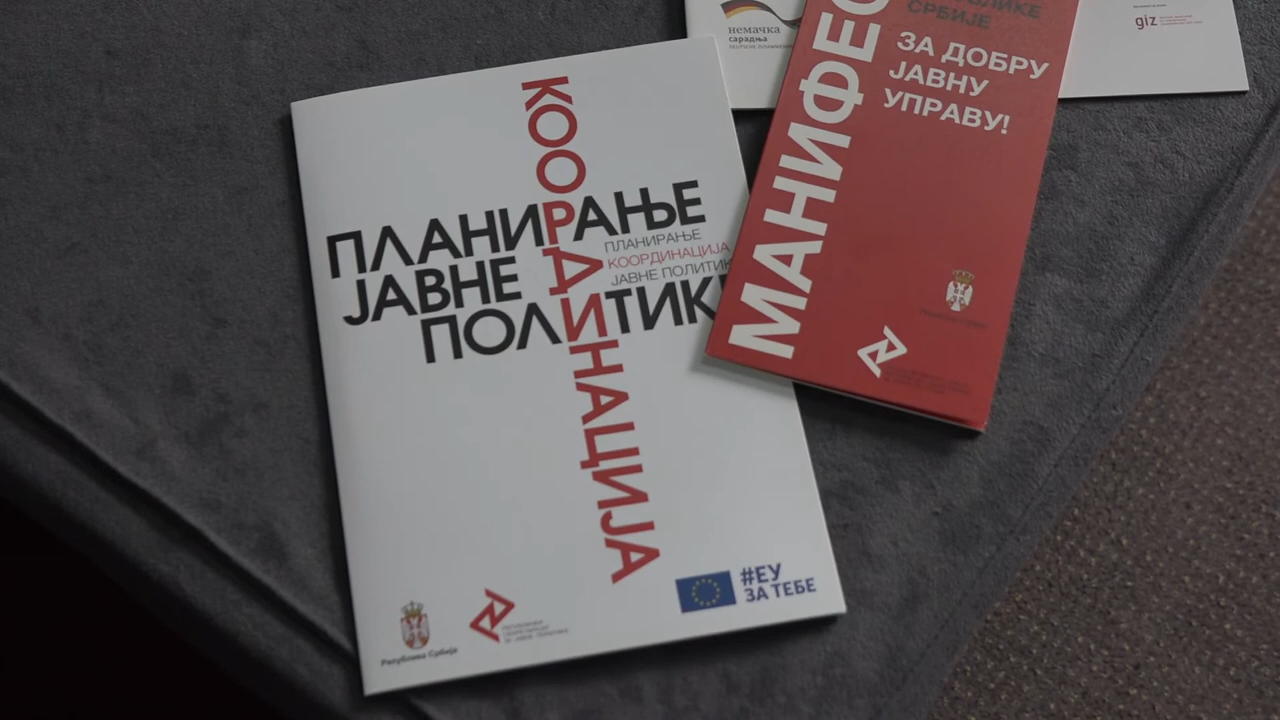 КООРДИНАЦИЈА
ПЛАНИРАЊЕ
ЈАВНЕ
ПОЛИТИК
ПЛАНИРАЊЕ
КООРДИНАЦИЈА
ЈАВНЕ ПОЛИТИК
Република Србија
#ЕУ
ЗА ТЕБЕ
немачка
сарадња
МАНИФЕС
СРБИЈЕ
ЗА ДОБРУ
ЈАВНУ
УПРАВУ!
giz